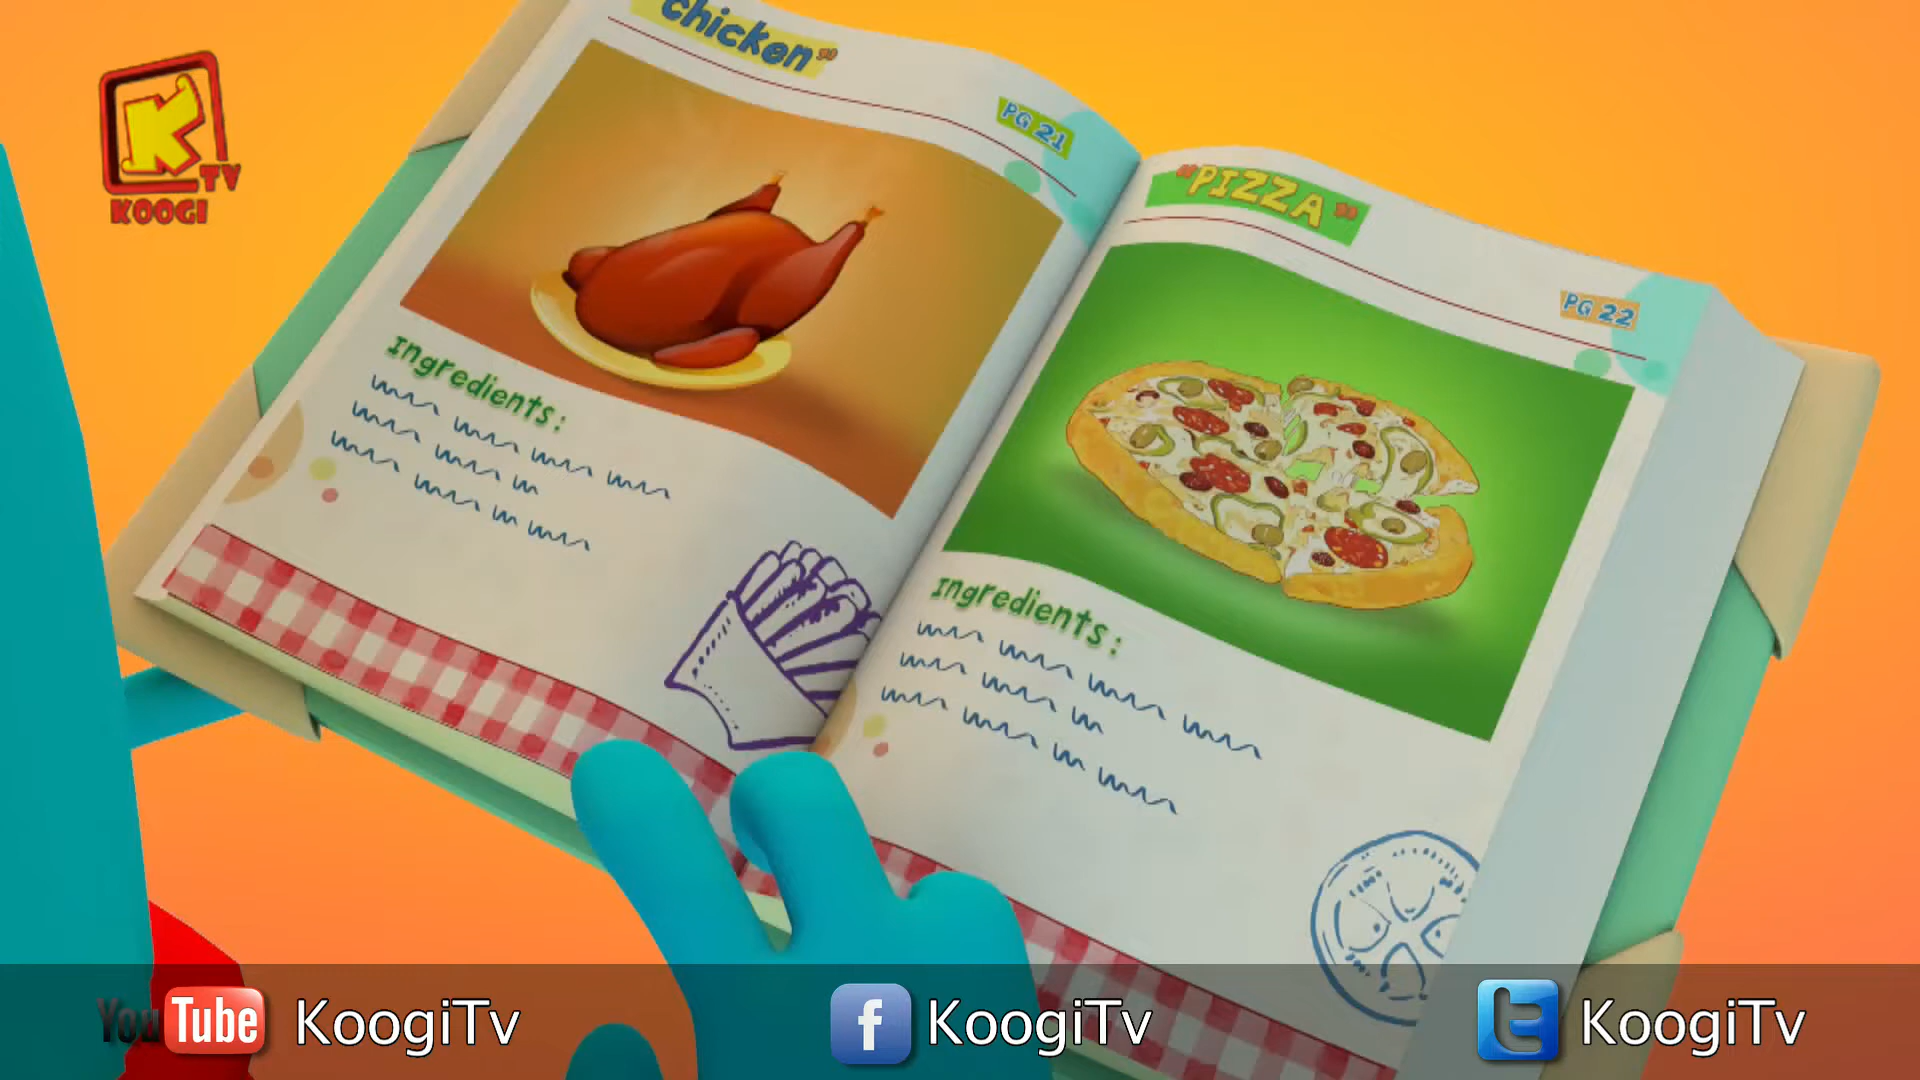 K TV
KOOGI
chicken"
PG 21
Ingredients:
"PIZZA"
PG 22
Ingredients:
YouTube KoogiTv
f KoogiTv
t KoogiTv